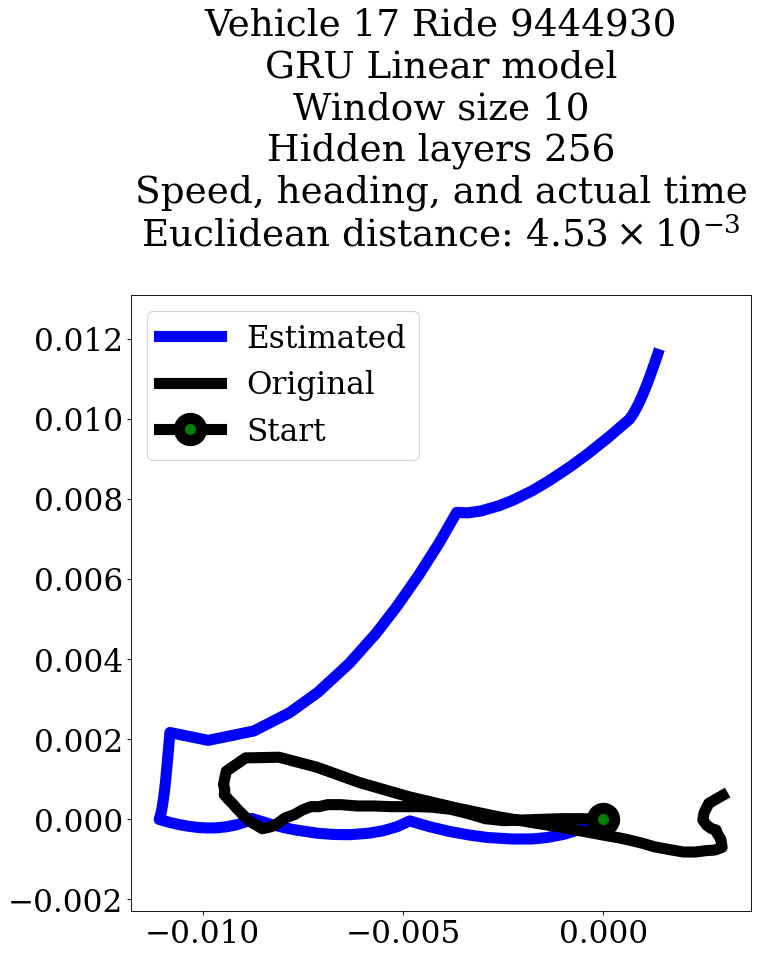 Vehicle 17 Ride 9444930
GRU Linear model
Window size 10
Hidden layers 256
Speed, heading, and actual time
Euclidean distance: 4.53 × 10⁻³
Estimated
Original
Start
0.012
0.010
0.008
0.006
0.004
0.002
0.000
−0.002
−0.010 −0.005 0.000